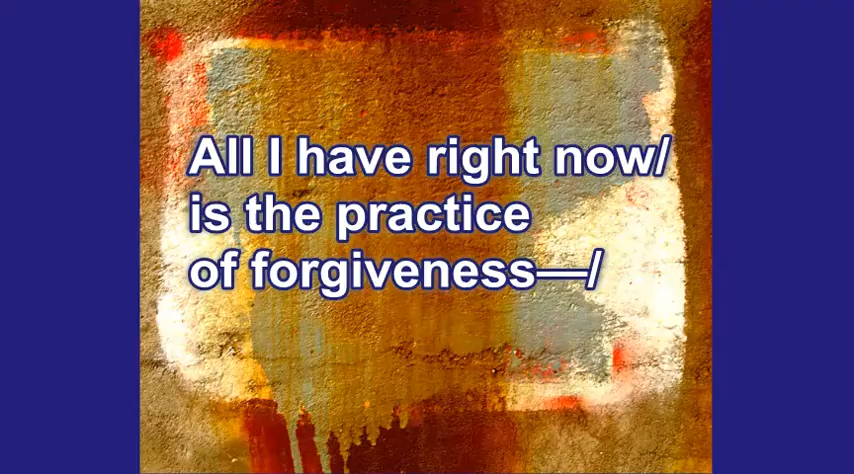 All I have right now/
is the practice
of forgiveness—/